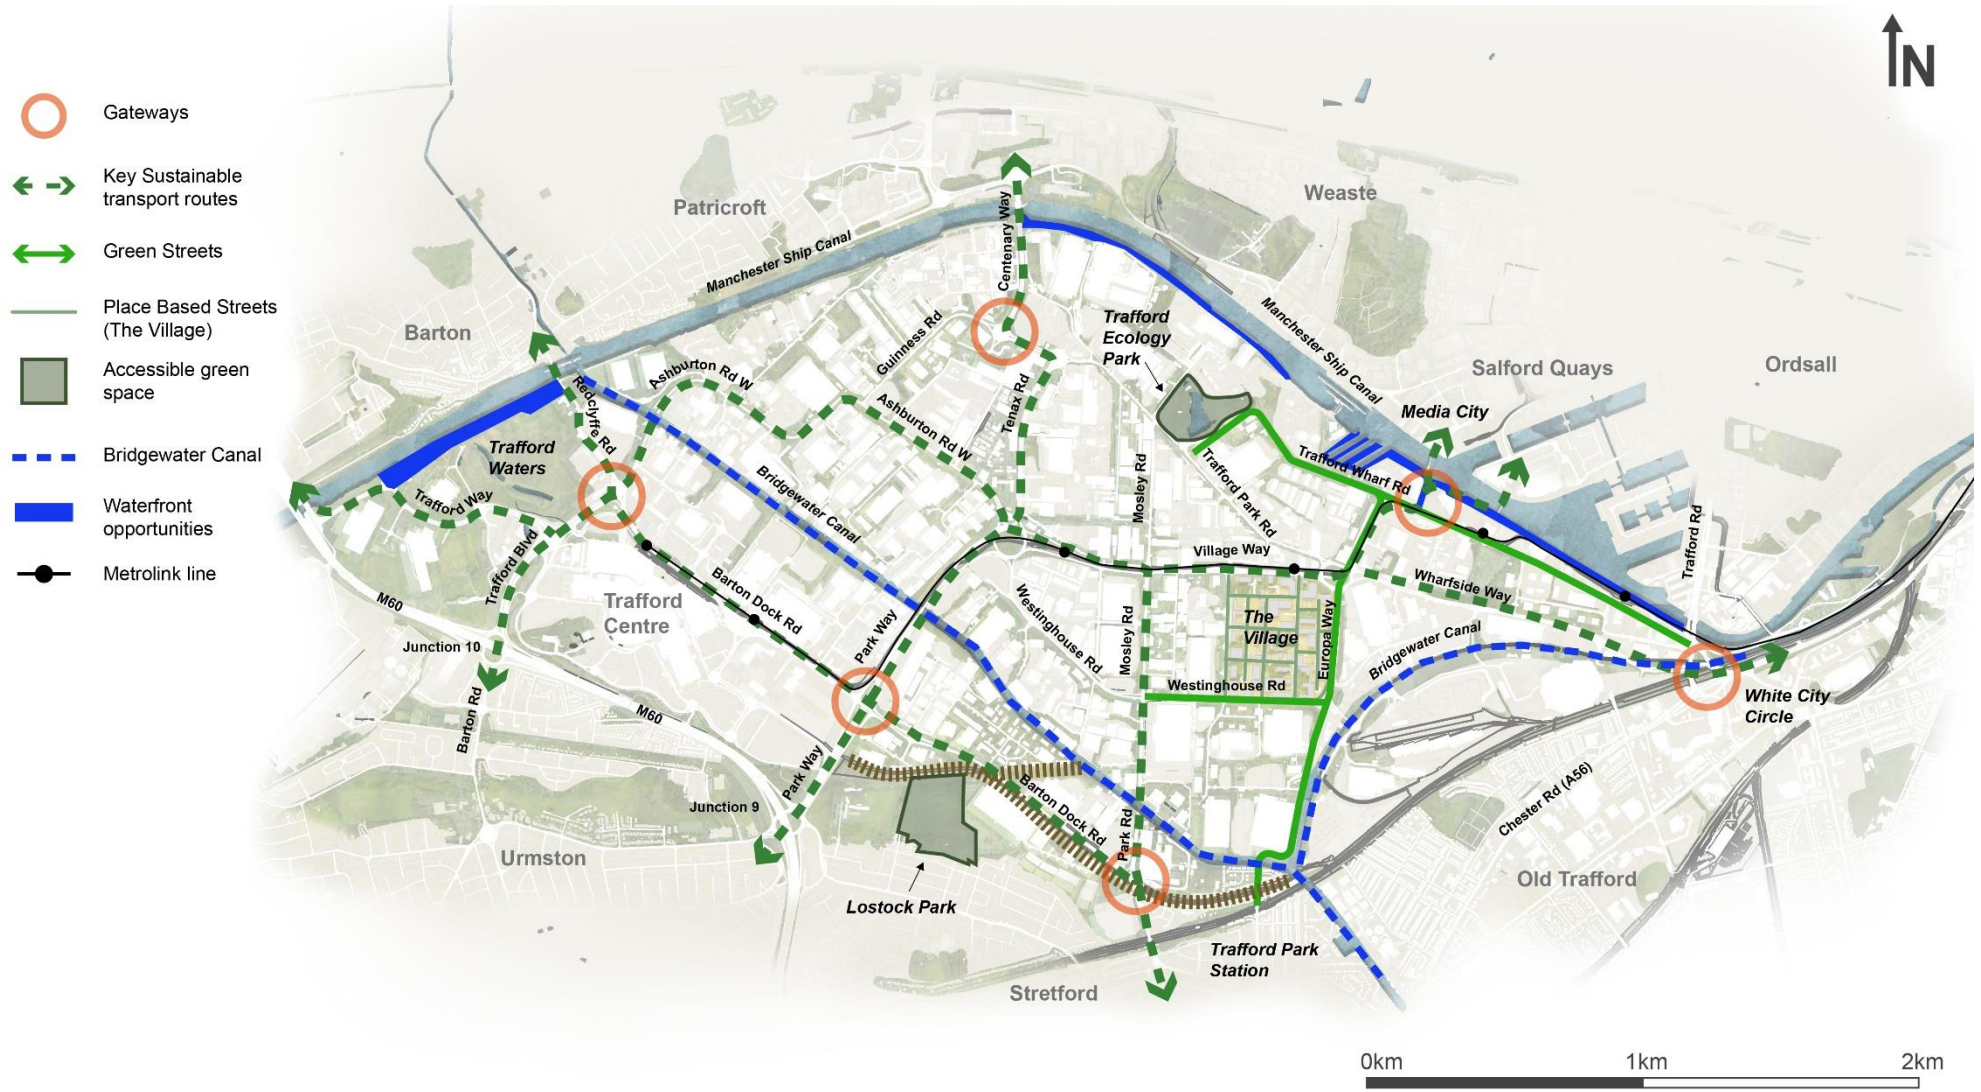 N
Gateways
Key Sustainable
transport routes
Green Streets
Place Based Streets
(The Village)
Accessible green
space
Bridgewater Canal
Waterfront
opportunities
Metrolink line
Patricroft
Weaste
Barton
Salford Quays
Ordsall
Manchester Ship Canal
Centenary Way
Manchester Ship Canal
Guinness Rd
Trafford
Ecology
Park
Media City
Redclyffe Rd
Ashburton Rd W
Ashburton Rd W
Tenax Rd
Trafford
Waters
Trafford Way
Trafford Blvd
Bridgewater Canal
Mosley Rd
Trafford Park Rd
Trafford Wharf Rd
Trafford Rd
Village Way
Wharfside Way
M60
Junction 10
Trafford
Centre
Barton Dock Rd
Park Way
Westinghouse Rd
Mosley Rd
The
Village
Europa Way
Bridgewater Canal
Westinghouse Rd
White City
Circle
Barton Rd
M60
Park Way
Junction 9
Barton Dock Rd
Park Rd
Chester Rd (A56)
Urmston
Lostock Park
Old Trafford
Trafford Park
Station
Stretford
0km
1km
2km